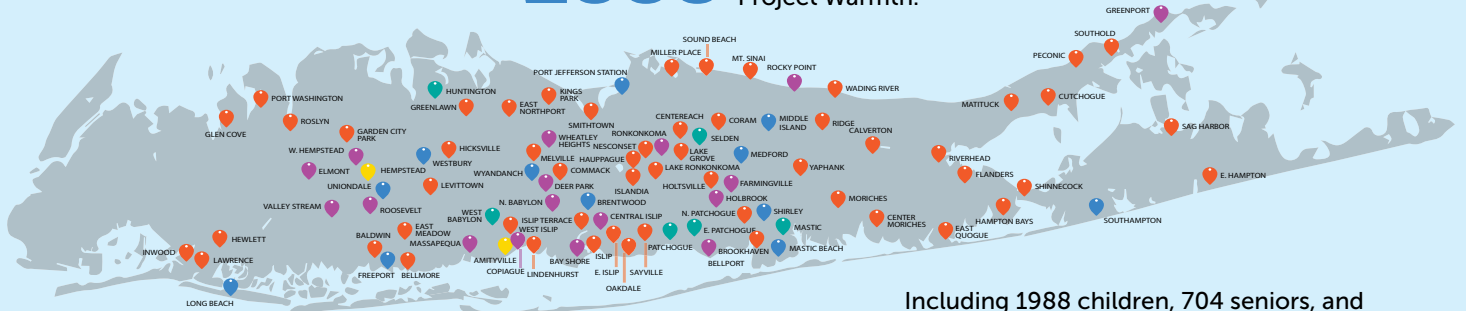 Project Warmth.
GREENPORT
SOUTHOLD
PECONIC
SOUND BEACH
MILLER PLACE
MT. SINAI
ROCKY POINT
PORT JEFFERSON STATION
WADING RIVER
MATTITUCK
CUTCHOGUE
HUNTINGTON
KINGS
PARK
GREENLAWN
EAST
NORTHPORT
SMITHTOWN
PORT WASHINGTON
GLEN COVE
ROSLYN
GARDEN CITY
PARK
CENTEREACH
CORAM
MIDDLE
ISLAND
RIDGE
CALVERTON
SAG HARBOR
WHEATLEY
HEIGHTS
RONKONKOMA
NESCONSET
SELDEN
W. HEMPSTEAD
HICKSVILLE
WESTBURY
MELVILLE
HAUPPAUGE
LAKE
GROVE
MEDFORD
RIVERHEAD
ELMONT
HEMPSTEAD
WYANDANCH
COMMACK
LAKE RONKONKOMA
YAPHANK
FLANDERS
E. HAMPTON
UNIONDALE
LEVITTOWN
DEER PARK
ISLANDIA
HOLTSVILLE
FARMINGVILLE
SHINNECOCK
VALLEY STREAM
ROOSEVELT
N. BABYLON
BRENTWOOD
HOLBROOK
MORICHES
HAMPTON BAYS
SOUTHAMPTON
WEST
BABYLON
ISLIP TERRACE
CENTRAL ISLIP
N. PATCHOGUE
SHIRLEY
CENTER
MORICHES
EAST
QUOGUE
EAST
MEADOW
WEST ISLIP
E. PATCHOGUE
MASTIC
INWOOD
HEWLETT
LAWRENCE
BALDWIN
MASSAPEQUA
PATCHOGUE
BROOKHAVEN
MASTIC BEACH
AMITYVILLE
BAY SHORE
ISLIP
BELLPORT
FREEPORT
BELLMORE
COPIAGUE
LINDENHURST
E. ISLIP
SAYVILLE
OAKDALE
LONG BEACH
Including 1988 children, 704 seniors, and